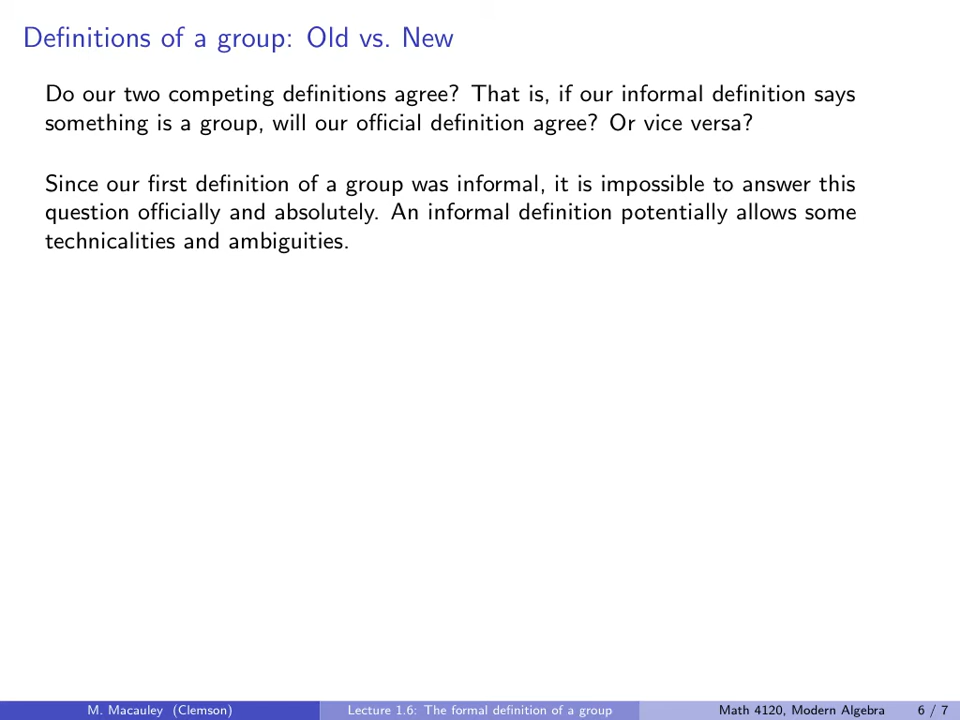 Definitions of a group: Old vs. New
Do our two competing definitions agree? That is, if our informal definition says
something is a group, will our official definition agree? Or vice versa?
Since our first definition of a group was informal, it is impossible to answer this
question officially and absolutely. An informal definition potentially allows some
technicalities and ambiguities.
M. Macauley (Clemson) Lecture 1.6: The formal definition of a group Math 4120, Modern Algebra 6 / 7